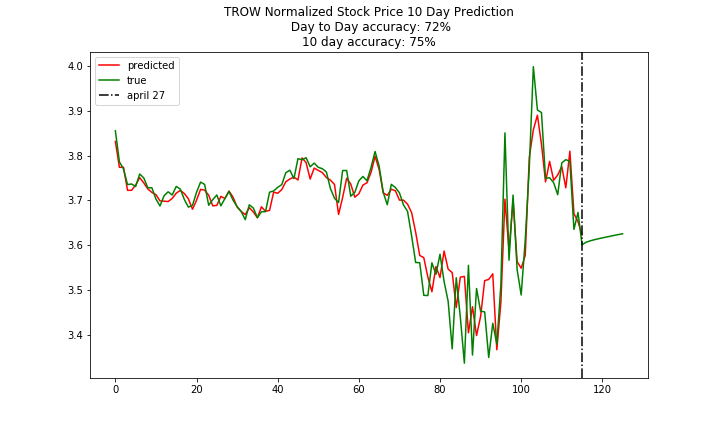 TROW Normalized Stock Price 10 Day Prediction
Day to Day accuracy: 72%
10 day accuracy: 75%
predicted
true
april 27
4.0
3.9
3.8
3.7
3.6
3.5
3.4
0 20 40 60 80 100 120